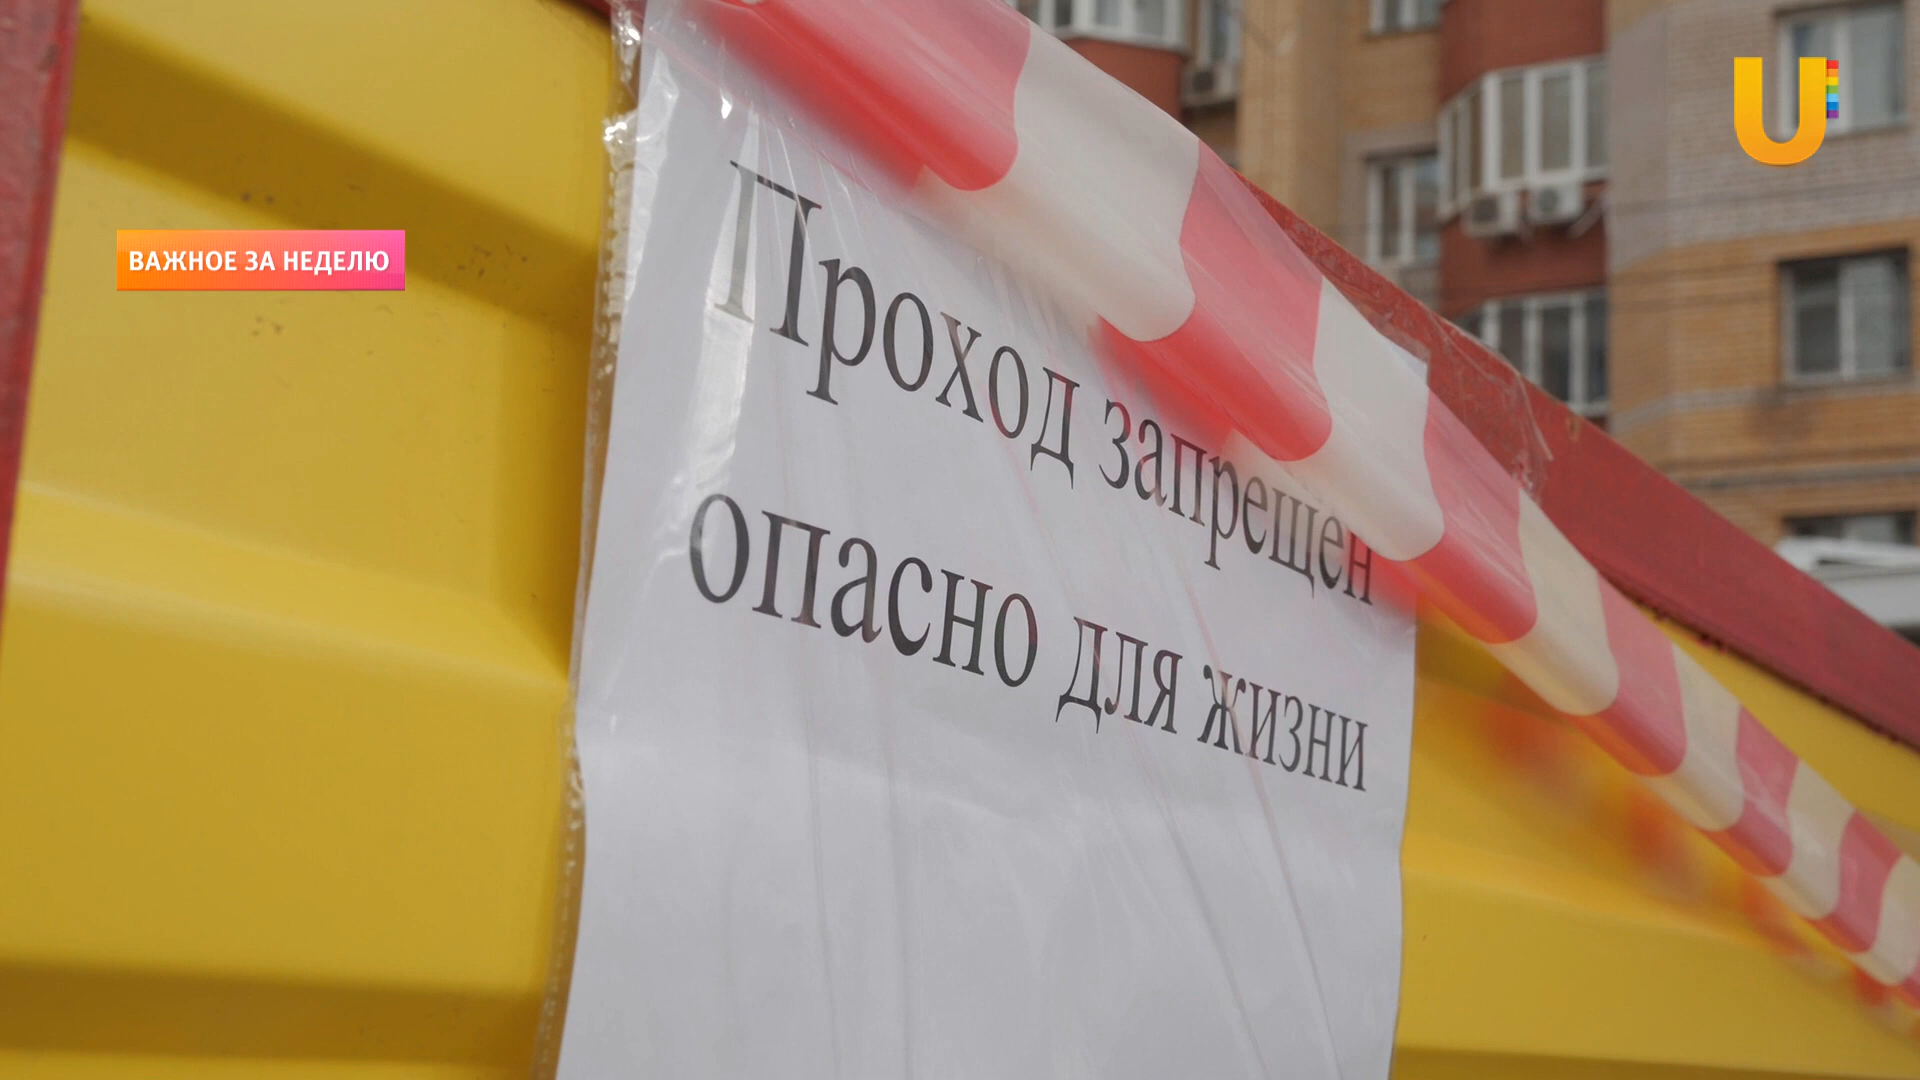 U
ВАЖНОЕ ЗА НЕДЕЛЮ
Проход запрещен
опасно для жизни